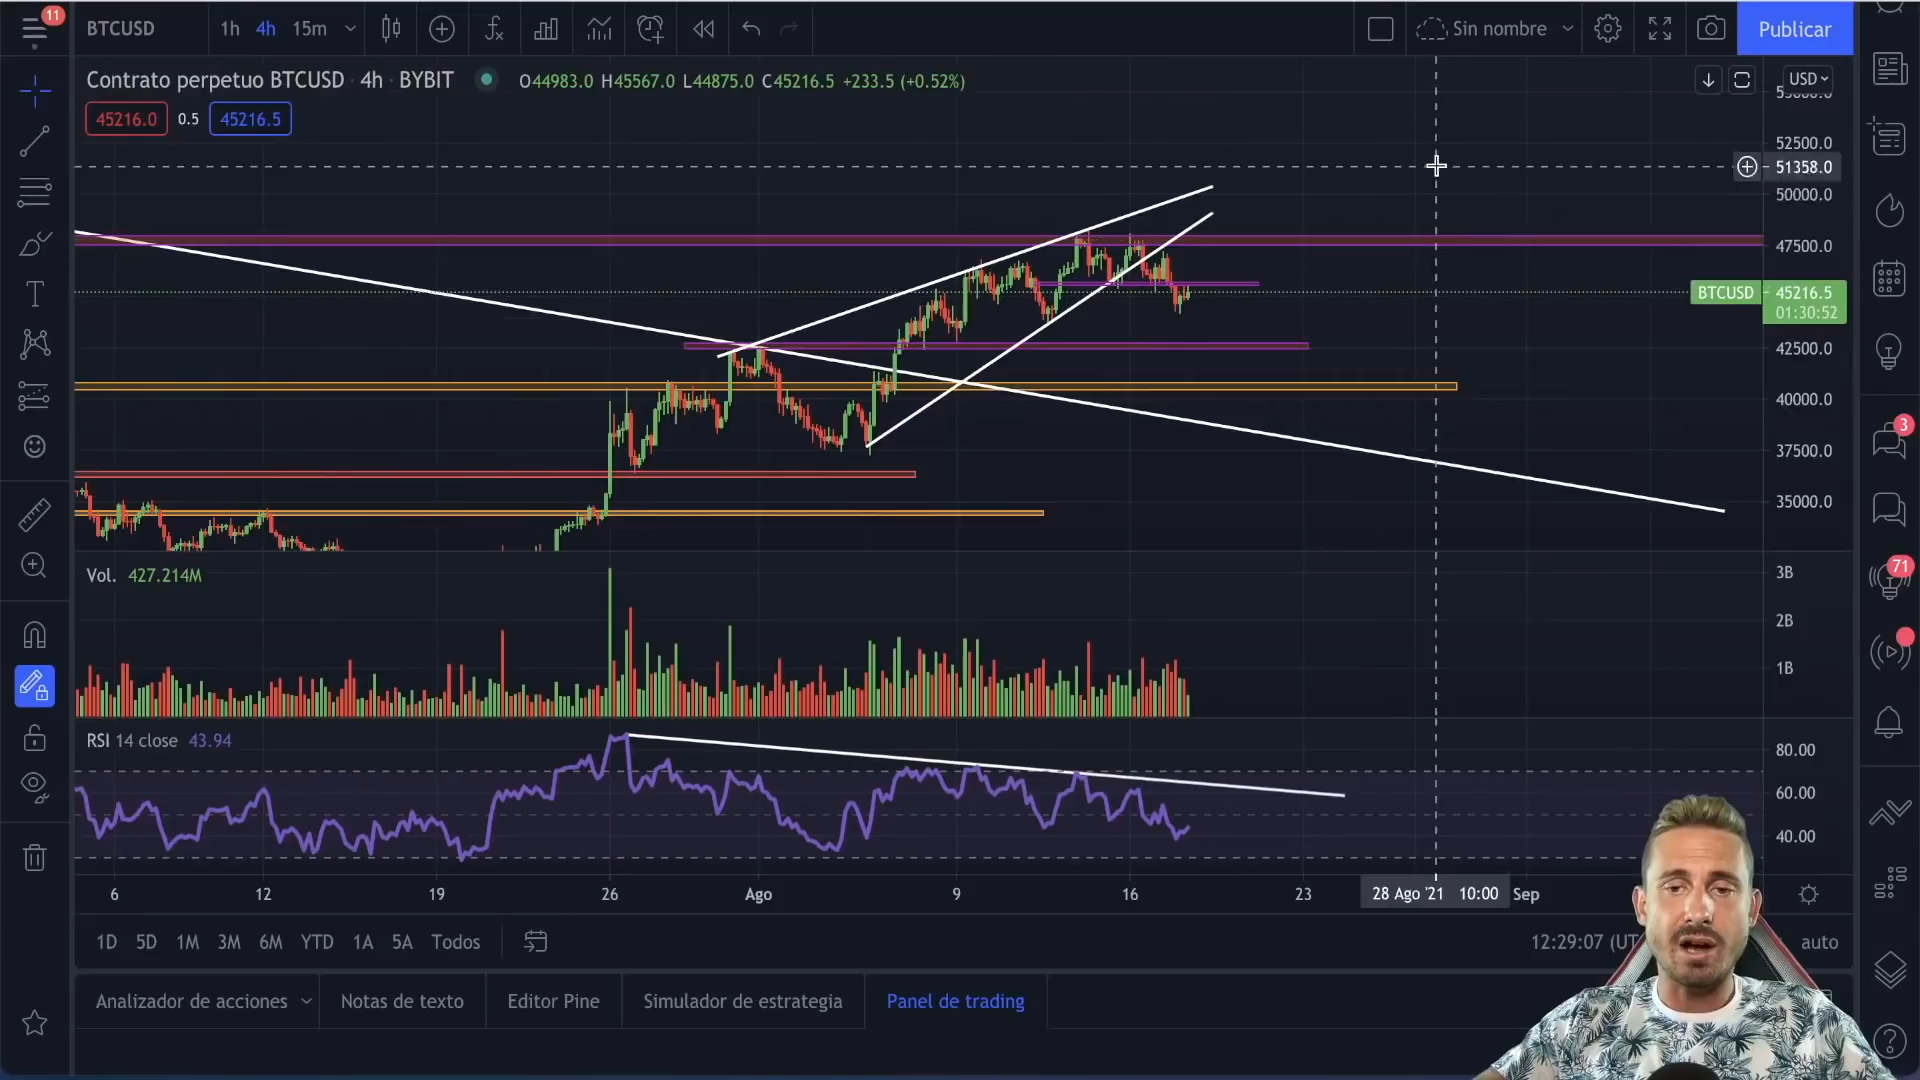 11
BTCUSD
1h 4h 15m
Sin nombre
Publicar
Contrato perpetuo BTCUSD · 4h · BYBIT
O44983.0 H45567.0 L44875.0 C45216.5 +233.5 (+0.52%)
USD
45216.0 0.5 45216.5
52500.0
51358.0
50000.0
47500.0
BTCUSD 45216.5
01:30:52
42500.0
40000.0
37500.0
35000.0
3
71
Vol. 427.214M
3B
2B
1B
RSI 14 close 43.94
80.00
60.00
40.00
6 12 19 26 Ago 9 16 23 28 Ago '21 10:00 Sep
1D 5D 1M 3M 6M YTD 1A 5A Todos
12:29:07 (UT
auto
Analizador de acciones Notas de texto Editor Pine Simulador de estrategia Panel de trading